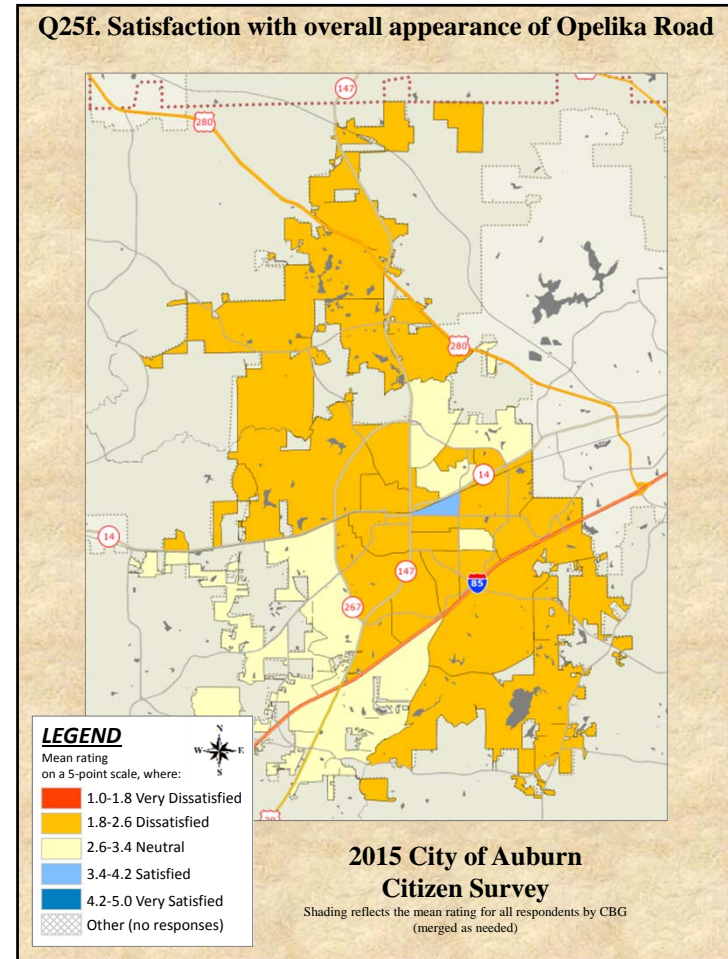 Q25f. Satisfaction with overall appearance of Opelika Road
147
280
280
14
14
147
85
267
LEGEND
Mean rating
on a 5-point scale, where:
N
W E
S
1.0-1.8 Very Dissatisfied
1.8-2.6 Dissatisfied
2.6-3.4 Neutral
3.4-4.2 Satisfied
4.2-5.0 Very Satisfied
Other (no responses)
2015 City of Auburn
Citizen Survey
Shading reflects the mean rating for all respondents by CBG
(merged as needed)